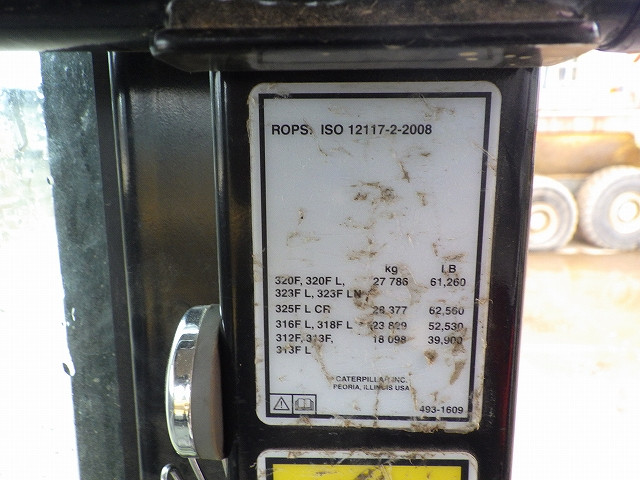 ROPS: ISO 12117-2-2008
kg LB
320F, 320F L, 27 786 61,260
323F L, 323F LN
325F L CR 28 377 62,560
316F L, 318F L 23 829 52,530
312F, 313F, 18 098 39,900
313F L
CATERPILLAR INC.
PEORIA, ILLINOIS USA
493-1609